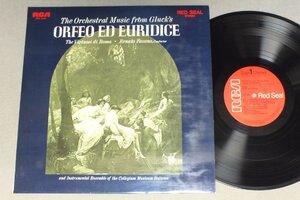 RCA
RED SEAL
STEREO
The Orchestral Music from Gluck's
ORFEO ED EURIDICE
The Virtuosi di Roma • Renato Fasano, Conductor
and Instrumental Ensemble of the Collegium Musicum Italicum
RCA
Red Seal